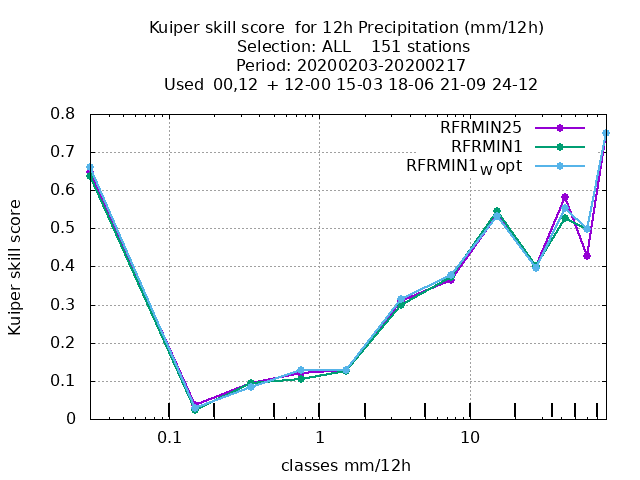 Kuiper skill score  for 12h Precipitation (mm/12h)
Selection: ALL    151 stations
Period: 20200203-20200217
Used  00,12  + 12-00 15-03 18-06 21-09 24-12
RFRMIN25
RFRMIN1
RFRMIN1W opt
Kuiper skill score
0.8
0.7
0.6
0.5
0.4
0.3
0.2
0.1
0
0.1 1 10
classes mm/12h